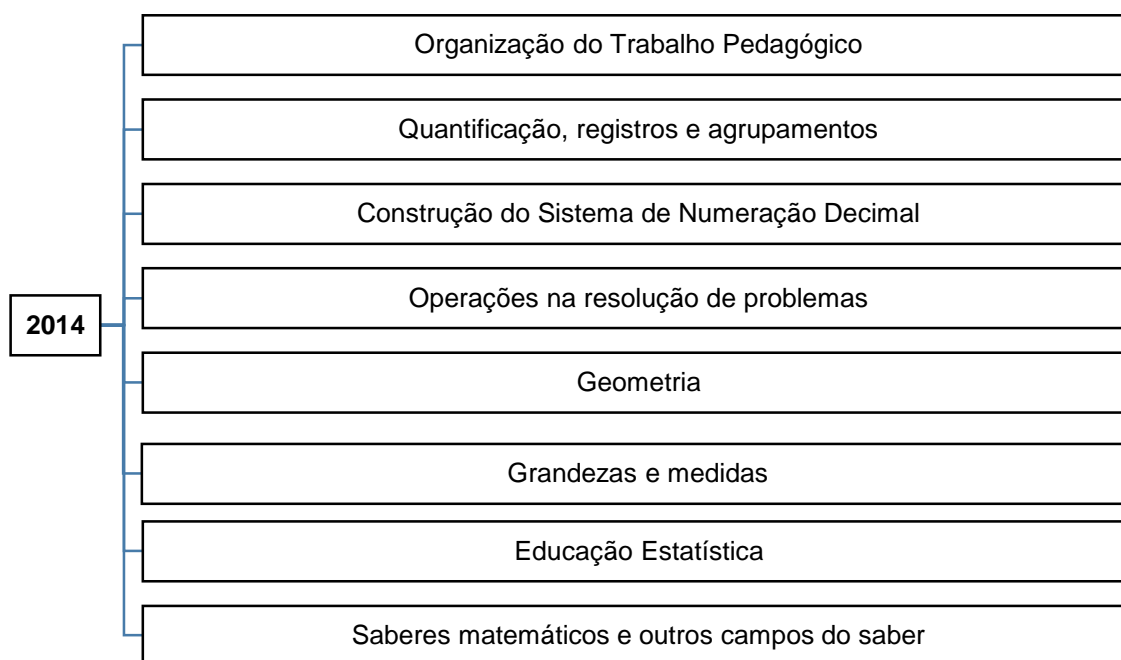 Organização do Trabalho Pedagógico
Quantificação, registros e agrupamentos
Construção do Sistema de Numeração Decimal
Operações na resolução de problemas
2014
Geometria
Grandezas e medidas
Educação Estatística
Saberes matemáticos e outros campos do saber